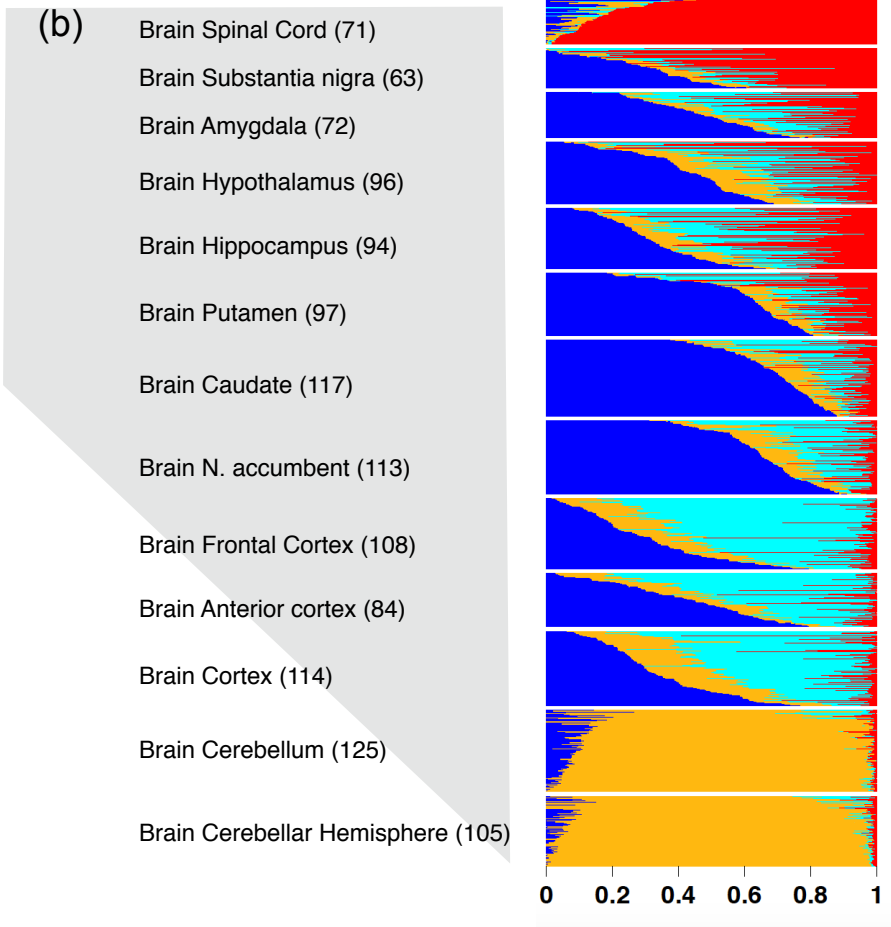 (b)
Brain Spinal Cord (71)
Brain Substantia nigra (63)
Brain Amygdala (72)
Brain Hypothalamus (96)
Brain Hippocampus (94)
Brain Putamen (97)
Brain Caudate (117)
Brain N. accumbent (113)
Brain Frontal Cortex (108)
Brain Anterior cortex (84)
Brain Cortex (114)
Brain Cerebellum (125)
Brain Cerebellar Hemisphere (105)
0 0.2 0.4 0.6 0.8 1